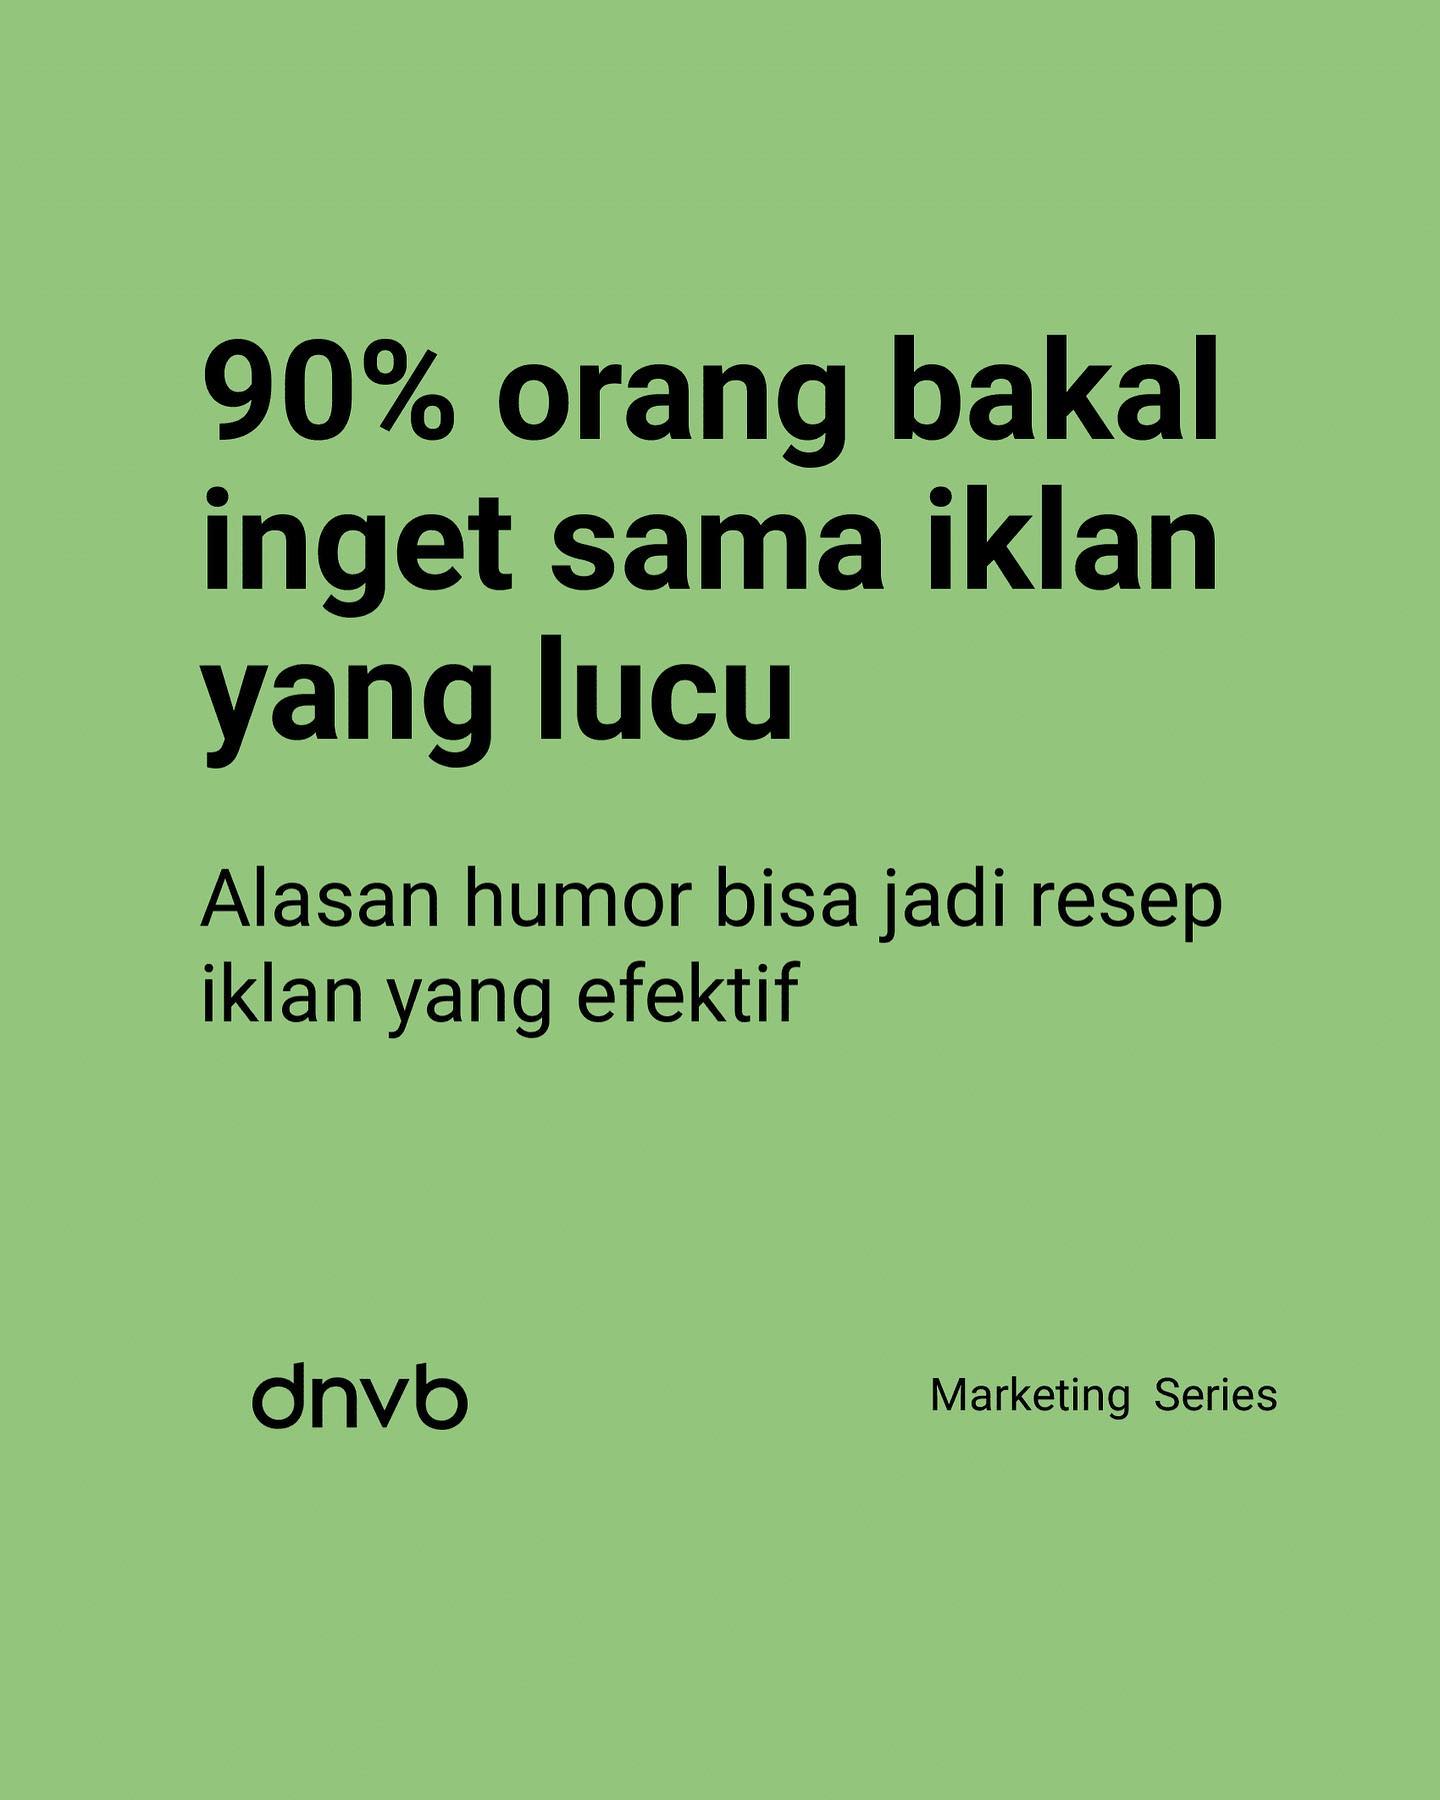 90% orang bakal
inget sama iklan
yang lucu
Alasan humor bisa jadi resep
iklan yang efektif
dnvb
Marketing Series